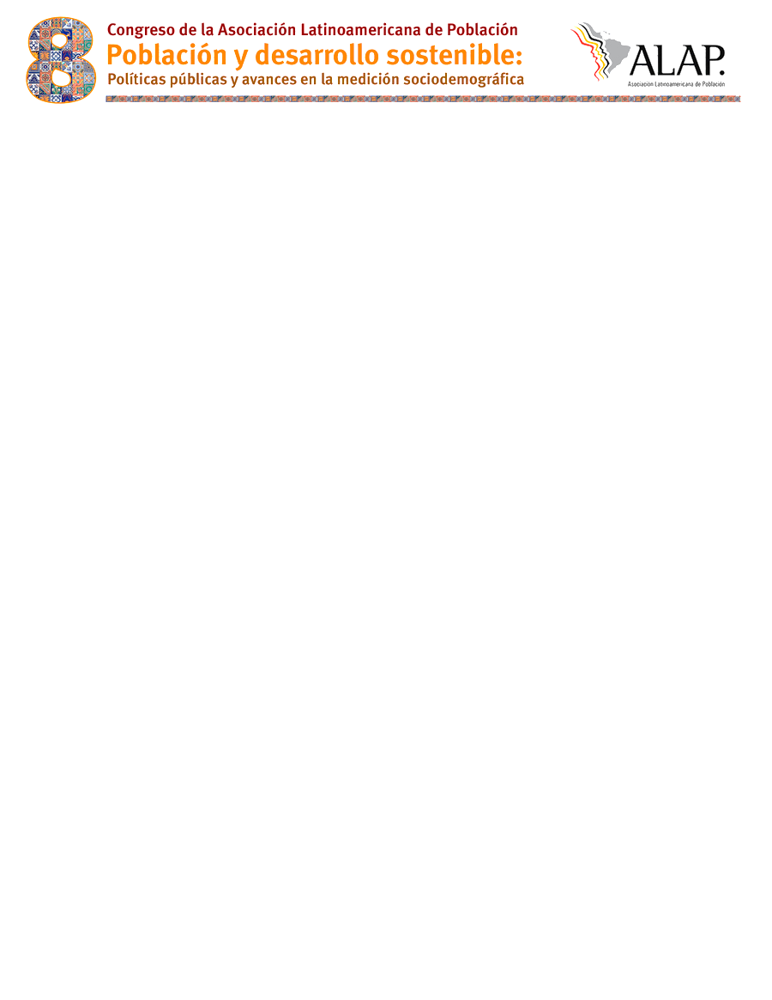 8
Congreso de la Asociación Latinoamericana de Población
Población y desarrollo sostenible:
Políticas públicas y avances en la medición sociodemográfica
ALAP.
Asociación Latinoamericana de Población